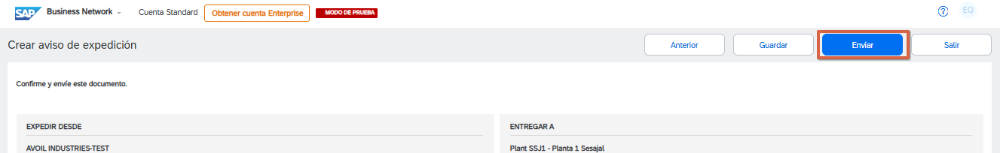 SAP Business Network Cuenta Standard Obtener cuenta Enterprise MODO DE PRUEBA ? EQ
Crear aviso de expedición Anterior Guardar Enviar Salir
Confirme y envíe este documento.
EXPEDIR DESDE ENTREGAR A
AVOIL INDUSTRIES-TEST Plant SSJ1 - Planta 1 Sesajal